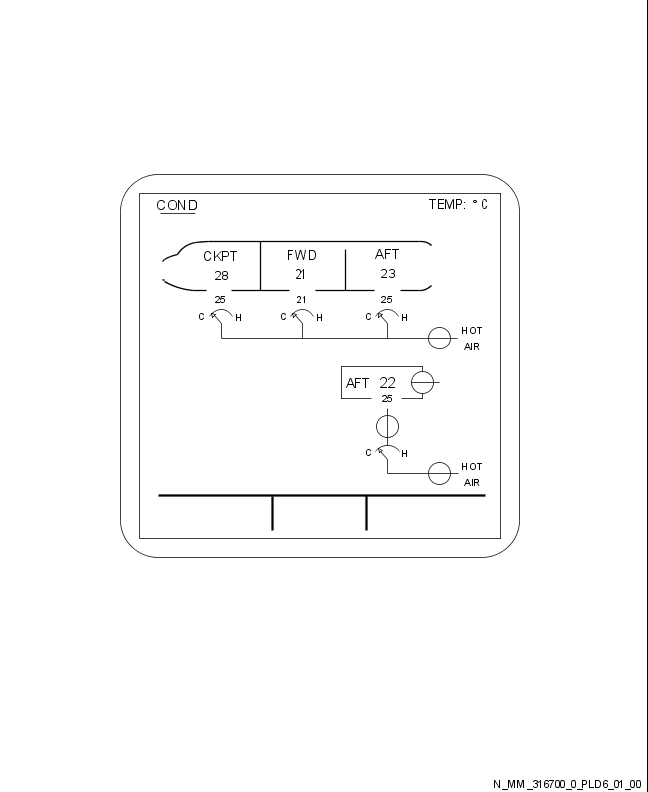 COND TEMP: °C
CKPT FWD AFT
28 21 23
25 21 25
C H C H C H
HOT
AIR
AFT 22
25
C H
HOT
AIR
N_MM_316700_0_PLD6_01_00